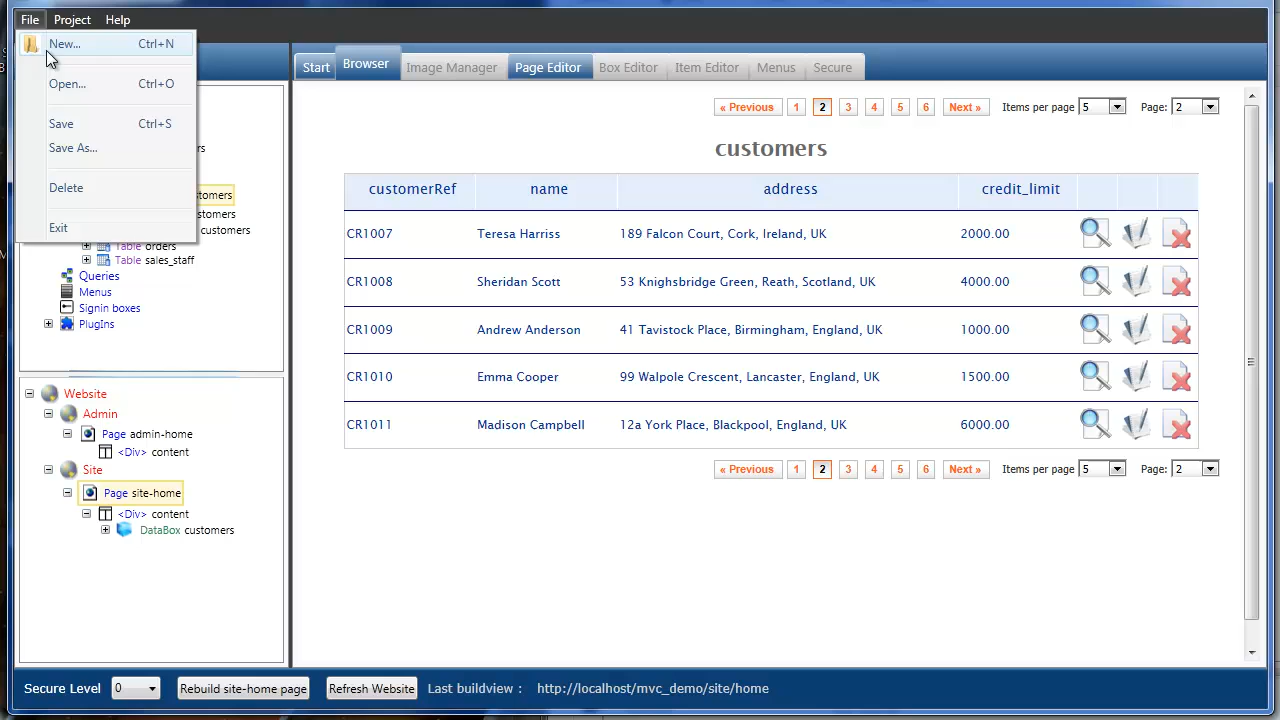 File Project Help
New... Ctrl+N
Open... Ctrl+O
Save Ctrl+S
Save As...
Delete
Exit
Table orders
Table sales_staff
Queries
Menus
Signin boxes
PlugIns
Website
Admin
Page admin-home
<Div> content
Site
Page site-home
<Div> content
DataBox customers
Start Browser Image Manager Page Editor Box Editor Item Editor Menus Secure
« Previous 1 2 3 4 5 6 Next » Items per page 5 Page: 2
customers
customerRef name address credit_limit
CR1007 Teresa Harriss 189 Falcon Court, Cork, Ireland, UK 2000.00
CR1008 Sheridan Scott 53 Knighsbridge Green, Reath, Scotland, UK 4000.00
CR1009 Andrew Anderson 41 Tavistock Place, Birmingham, England, UK 1000.00
CR1010 Emma Cooper 99 Walpole Crescent, Lancaster, England, UK 1500.00
CR1011 Madison Campbell 12a York Place, Blackpool, England, UK 6000.00
« Previous 1 2 3 4 5 6 Next » Items per page 5 Page: 2
Secure Level 0 Rebuild site-home page Refresh Website Last buildview : http://localhost/mvc_demo/site/home